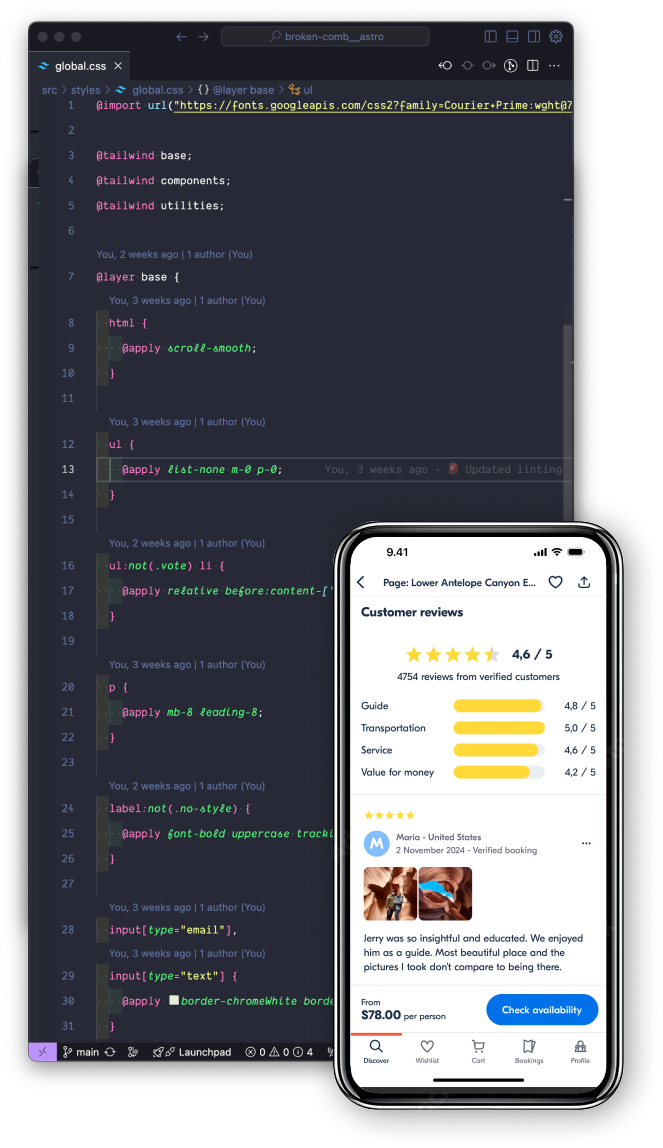 broken-comb__astro
global.css
src > styles > global.css > {} @layer base > ul
1 @import url("https://fonts.googleapis.com/css2?family=Courier+Prime:wght@7
2
3 @tailwind base;
4 @tailwind components;
5 @tailwind utilities;
6
You, 2 weeks ago | 1 author (You)
7 @layer base {
You, 3 weeks ago | 1 author (You)
8 html {
9 @apply scroll-smooth;
10 }
11
You, 3 weeks ago | 1 author (You)
12 ul {
13 @apply list-none m-0 p-0; You, 3 weeks ago · Updated linting
14 }
15
You, 2 weeks ago | 1 author (You)
16 ul:not(.vote) li {
17 @apply relative before:content-['
18 }
19
You, 3 weeks ago | 1 author (You)
20 p {
21 @apply mb-8 leading-8;
22 }
23
You, 2 weeks ago | 1 author (You)
24 label:not(.no-style) {
25 @apply font-bold uppercase tracki
26 }
27
You, 3 weeks ago | 1 author (You)
28 input[type="email"],
You, 3 weeks ago | 1 author (You)
29 input[type="text"] {
30 @apply border-chromeWhite borde
31 }
main Launchpad 0 0 4
9.41
Page: Lower Antelope Canyon E...
Customer reviews
4,6 / 5
4754 reviews from verified customers
Guide 4,8 / 5
Transportation 5,0 / 5
Service 4,6 / 5
Value for money 4,2 / 5
M
Maria - United States
2 November 2024 - Verified booking
Jerry was so insightful and educated. We enjoyed
him as a guide. Most beautiful place and the
pictures I took don't compare to being there.
From
$78.00 per person
Check availability
Discover Wishlist Cart Bookings Profile